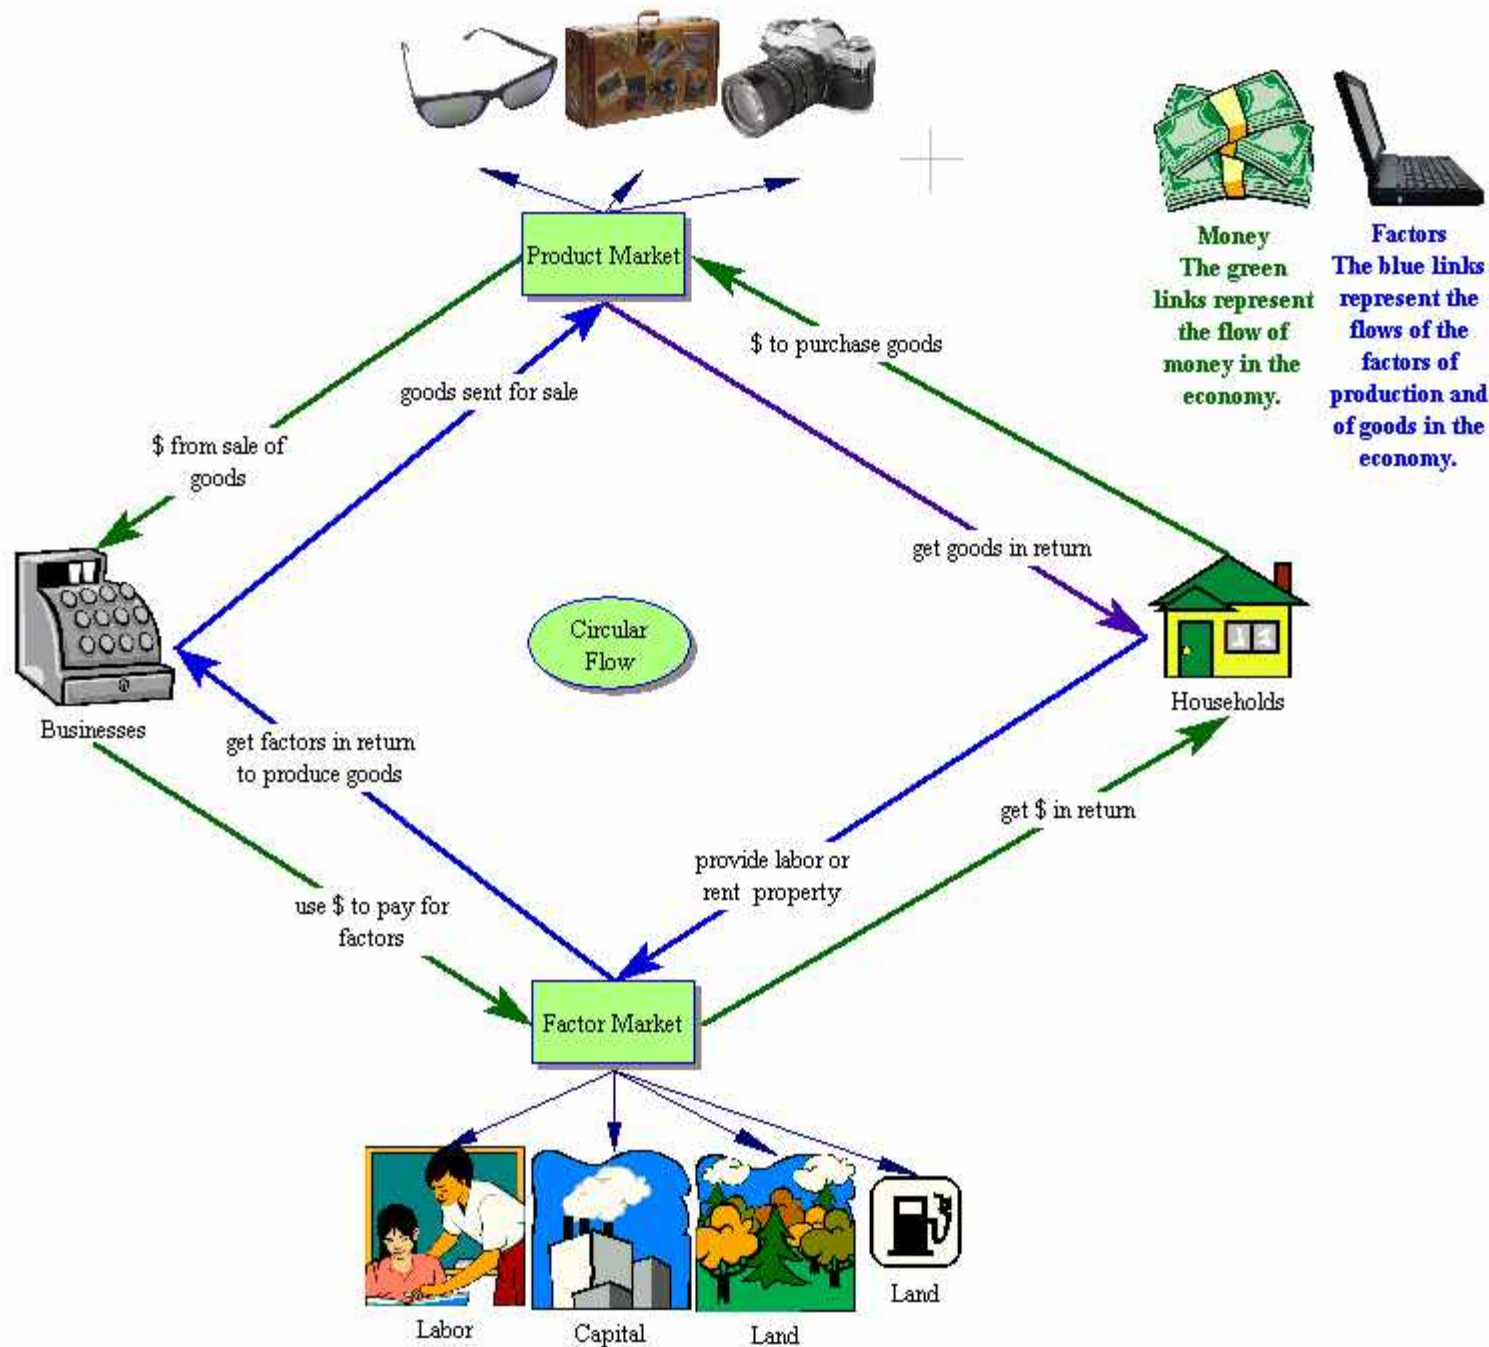 Product Market
Money
The green
links represent
the flow of
money in the
economy.
Factors
The blue links
represent the
flows of the
factors of
production and
of goods in the
economy.
$ to purchase goods
goods sent for sale
$ from sale of
goods
get goods in return
Circular
Flow
Businesses
Households
get factors in return
to produce goods
get $ in return
provide labor or
rent property
use $ to pay for
factors
Factor Market
Labor
Capital
Land
Land